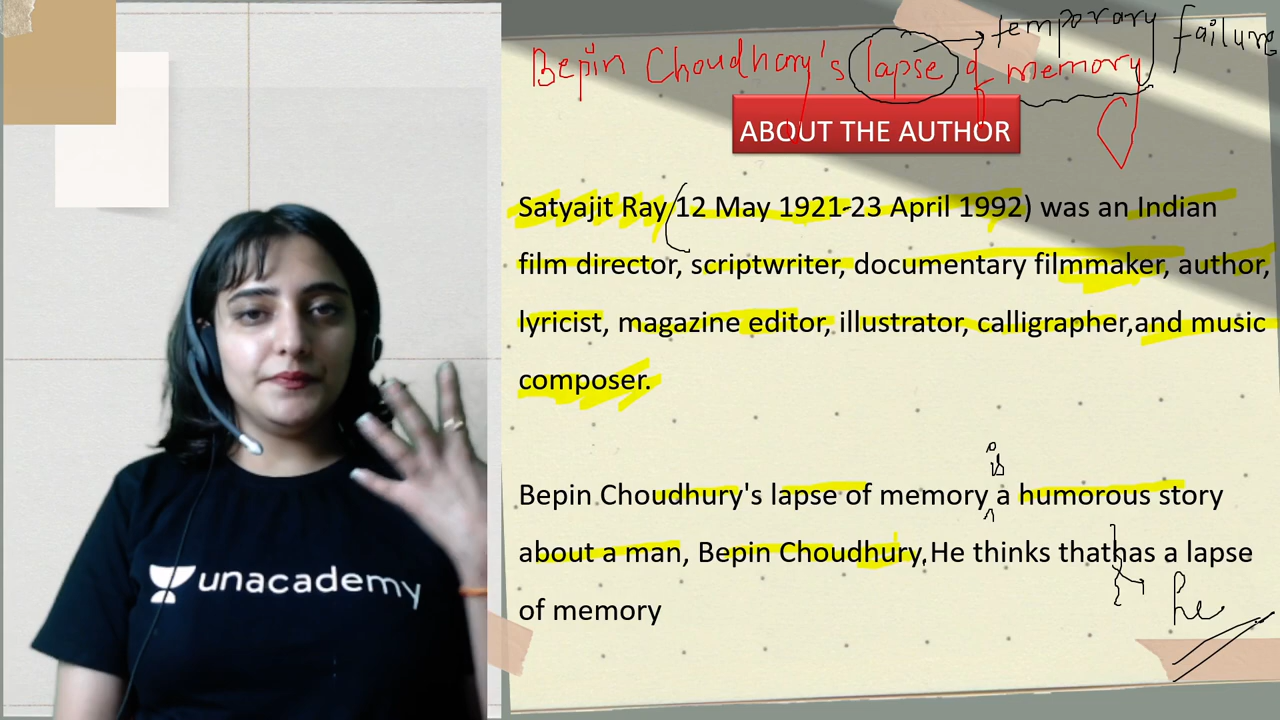 temporary failure
Bepin Choudhary's lapse of memory
ABOUT THE AUTHOR
Satyajit Ray (12 May 1921-23 April 1992) was an Indian
film director, scriptwriter, documentary filmmaker, author,
lyricist, magazine editor, illustrator, calligrapher,and music
composer.
is
Bepin Choudhury's lapse of memory a humorous story
about a man, Bepin Choudhury,He thinks thathas a lapse
he
of memory
unacademy